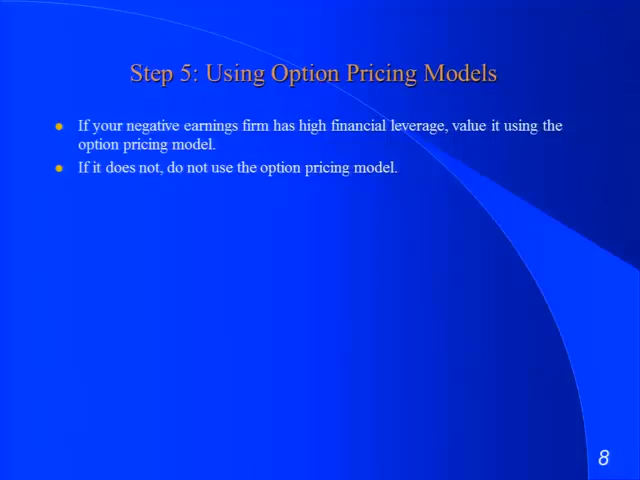 Step 5: Using Option Pricing Models
If your negative earnings firm has high financial leverage, value it using the
option pricing model.
If it does not, do not use the option pricing model.
8